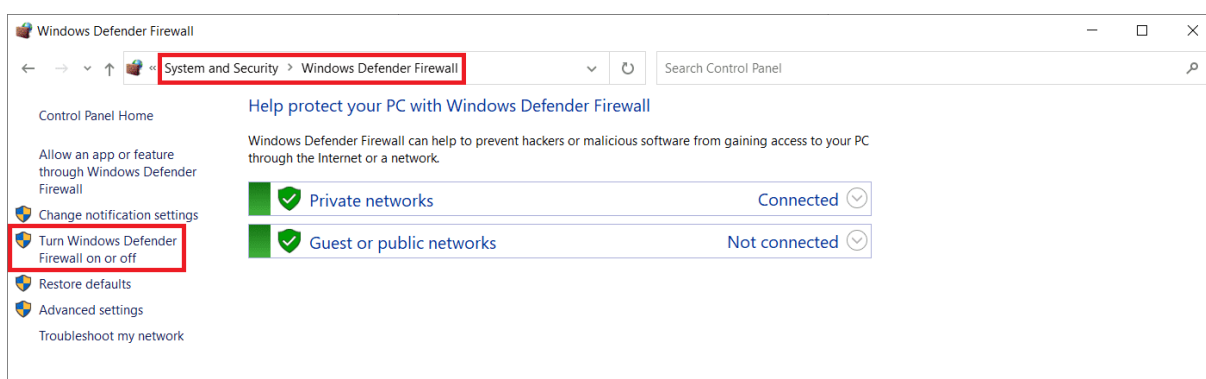 Windows Defender Firewall
« System and Security > Windows Defender Firewall
Search Control Panel
Control Panel Home
Allow an app or feature
through Windows Defender
Firewall
Change notification settings
Turn Windows Defender
Firewall on or off
Restore defaults
Advanced settings
Troubleshoot my network
Help protect your PC with Windows Defender Firewall
Windows Defender Firewall can help to prevent hackers or malicious software from gaining access to your PC
through the Internet or a network.
Private networks Connected
Guest or public networks Not connected